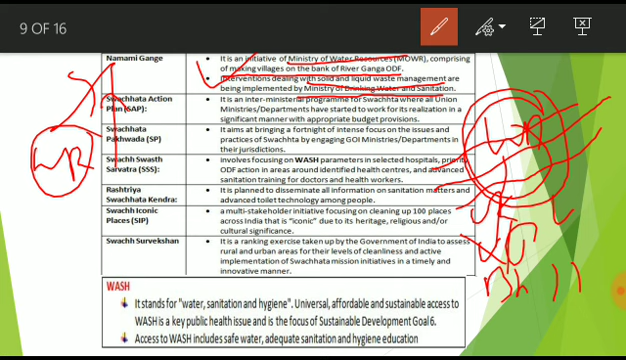 9 OF 16
Namami Gange
• It is an initiative of Ministry of Water Resources (MOWR), comprising
of making villages on the bank of River Ganga ODF.
• Interventions dealing with solid and liquid waste management are
being implemented by Ministry of Drinking Water and Sanitation.
Swachhata Action Plan (SAP):
• It is an inter-ministerial programme for Swachhta where all Union
Ministries/Departments have started to work for its realization in a
significant manner with appropriate budget provisions.
Swachhata Pakhwada (SP)
• It aims at bringing a fortnight of intense focus on the issues and
practices of Swachhta by engaging GOI Ministries/Departments in
their jurisdictions.
Swachh Swasth Sarvatra (SSS):
• involves focusing on WASH parameters in selected hospitals, priority
ODF action in areas around identified health centres, and advanced
sanitation training for doctors and health workers.
Rashtriya Swachhata Kendra:
• It is planned to disseminate all information on sanitation matters and
advanced toilet technology among people.
Swachh Iconic Places (SIP)
• a multi-stakeholder initiative focusing on cleaning up 100 places
across India that is "iconic" due to its heritage, religious and/or
cultural significance.
Swachh Survekshan
• It is a ranking exercise taken up by the Government of India to assess
rural and urban areas for their levels of cleanliness and active
implementation of Swachhata mission initiatives in a timely and
innovative manner.
WASH
It stands for "water, sanitation and hygiene". Universal, affordable and sustainable access to
WASH is a key public health issue and is the focus of Sustainable Development Goal 6.
Access to WASH includes safe water, adequate sanitation and hygiene education